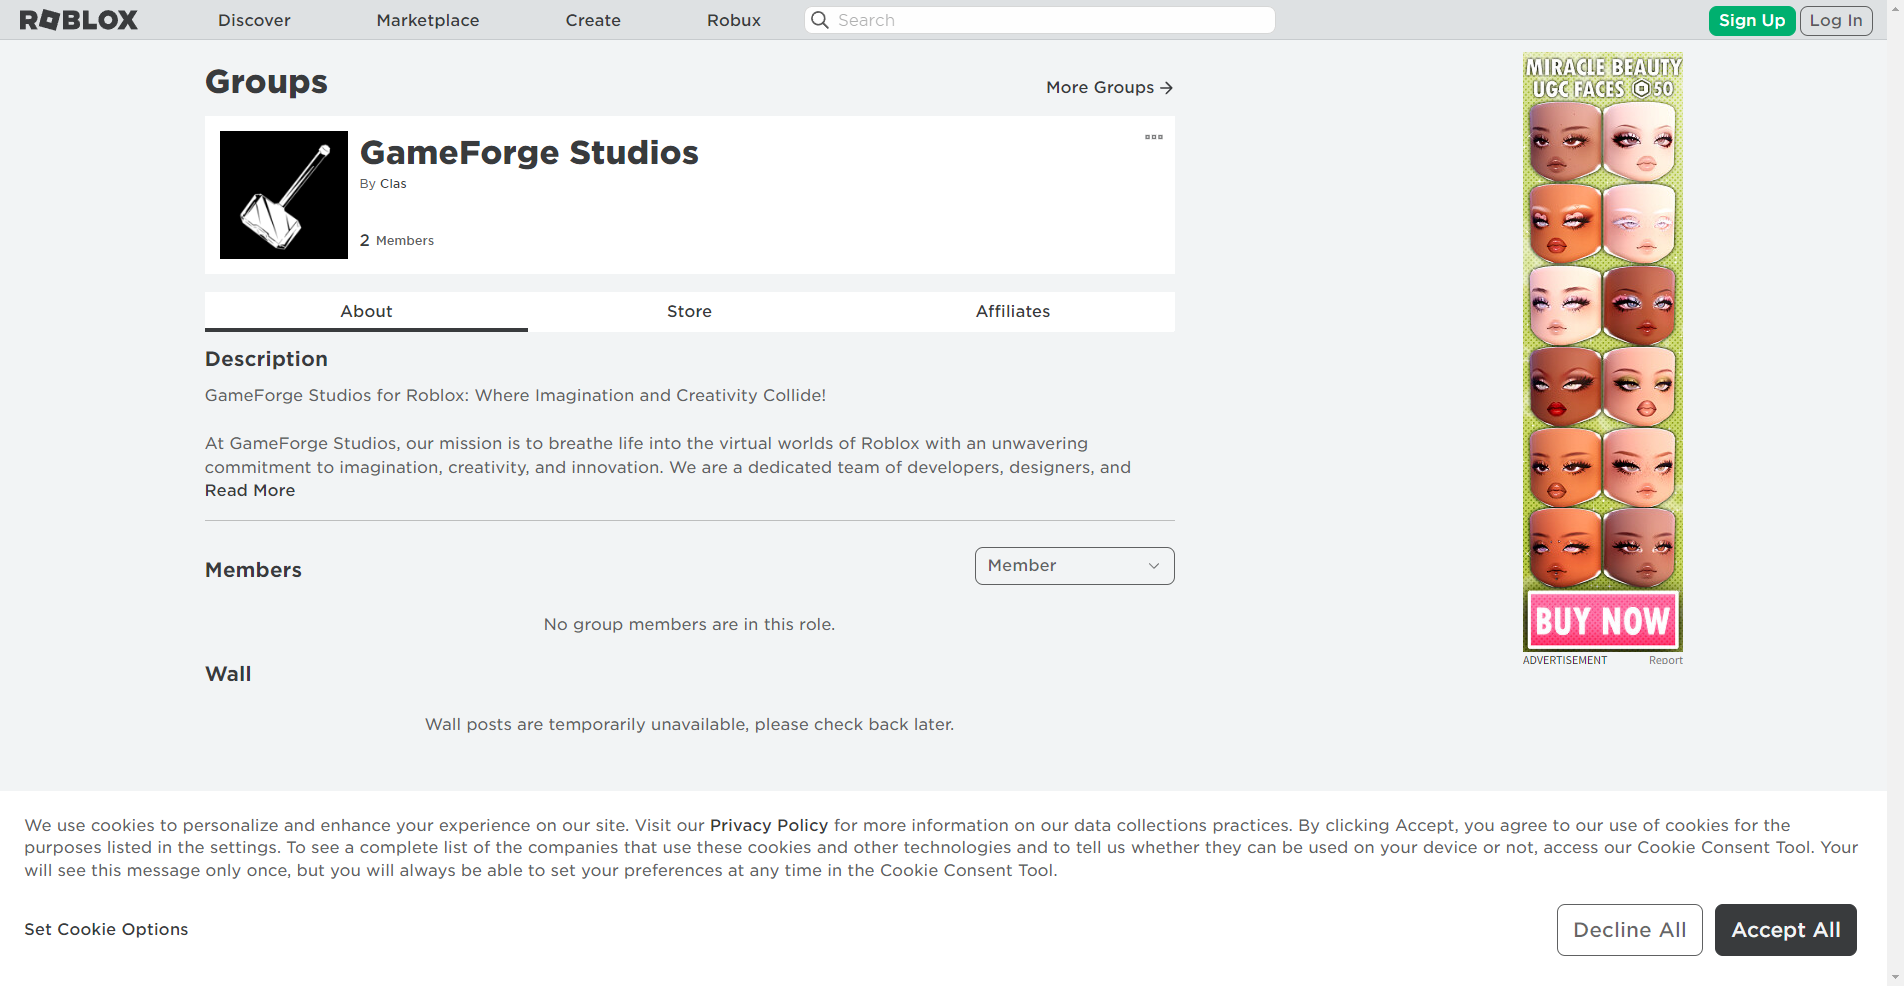 ROBLOX
Discover
Marketplace
Create
Robux
Search
Sign Up
Log In
Groups
More Groups
GameForge Studios
By Clas
2 Members
About
Store
Affiliates
Description
GameForge Studios for Roblox: Where Imagination and Creativity Collide!
At GameForge Studios, our mission is to breathe life into the virtual worlds of Roblox with an unwavering
commitment to imagination, creativity, and innovation. We are a dedicated team of developers, designers, and
Read More
Members
Member
No group members are in this role.
Wall
Wall posts are temporarily unavailable, please check back later.
MIRACLE BEAUTY
UGC FACES 50
BUY NOW
ADVERTISEMENT
Report
We use cookies to personalize and enhance your experience on our site. Visit our Privacy Policy for more information on our data collections practices. By clicking Accept, you agree to our use of cookies for the
purposes listed in the settings. To see a complete list of the companies that use these cookies and other technologies and to tell us whether they can be used on your device or not, access our Cookie Consent Tool. Your
will see this message only once, but you will always be able to set your preferences at any time in the Cookie Consent Tool.
Set Cookie Options
Decline All
Accept All